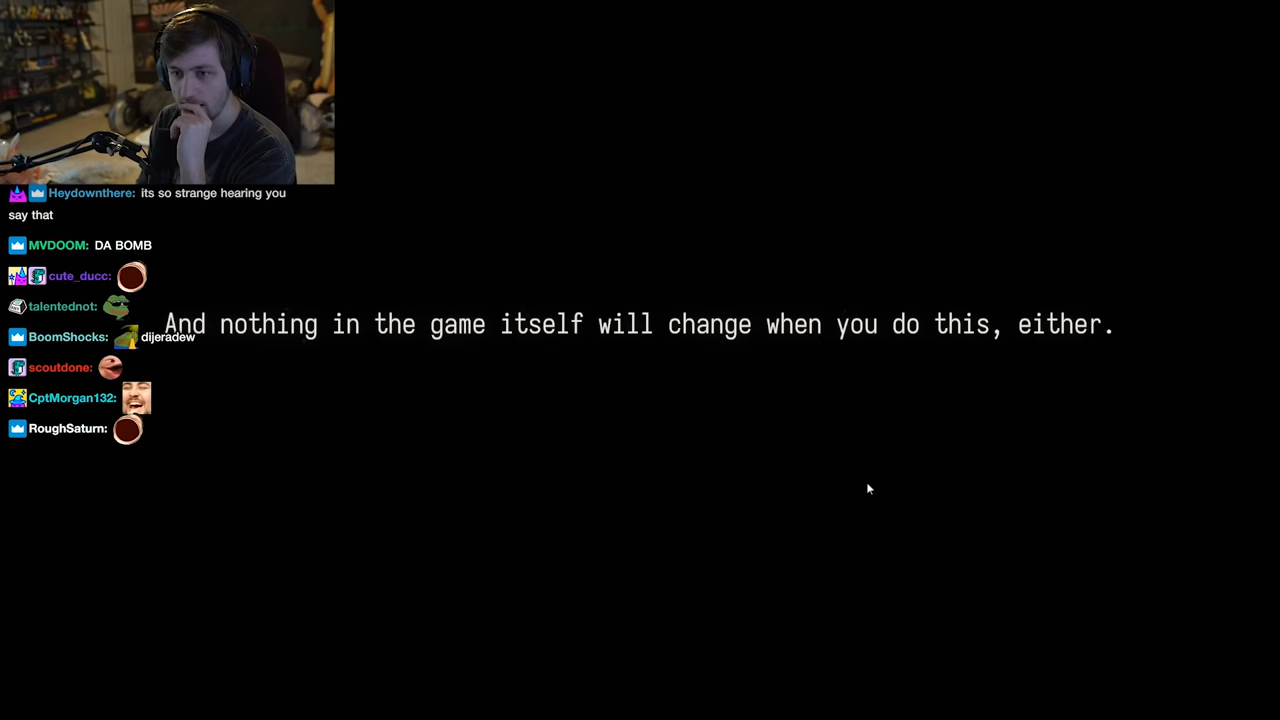 Heydownthere: its so strange hearing you
say that
MVDOOM: DA BOMB
cute_ducc:
talentednot:
BoomShocks: dijeradew
scoutdone:
CptMorgan132:
RoughSaturn:
And nothing in the game itself will change when you do this, either.